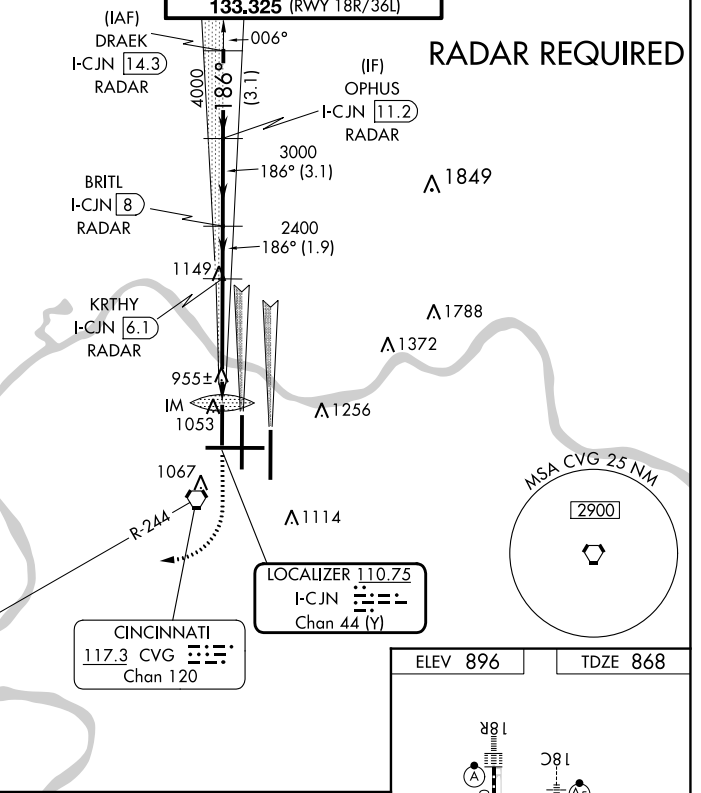 133.325 (RWY 18R/36L)
(IAF)
DRAEK
I-CJN 14.3
RADAR
006°
4000
186°
(3.1)
RADAR REQUIRED
(IF)
OPHUS
I-CJN 11.2
RADAR
3000
186° (3.1)
1849
BRITL
I-CJN 8
RADAR
2400
186° (1.9)
1149
KRTHY
I-CJN 6.1
RADAR
1788
1372
955±
IM
1053
1256
1067
R-244
1114
MSA CVG 25 NM
2900
LOCALIZER 110.75
I-CJN
Chan 44 (Y)
CINCINNATI
117.3 CVG
Chan 120
ELEV 896
TDZE 868
18R
18C
A